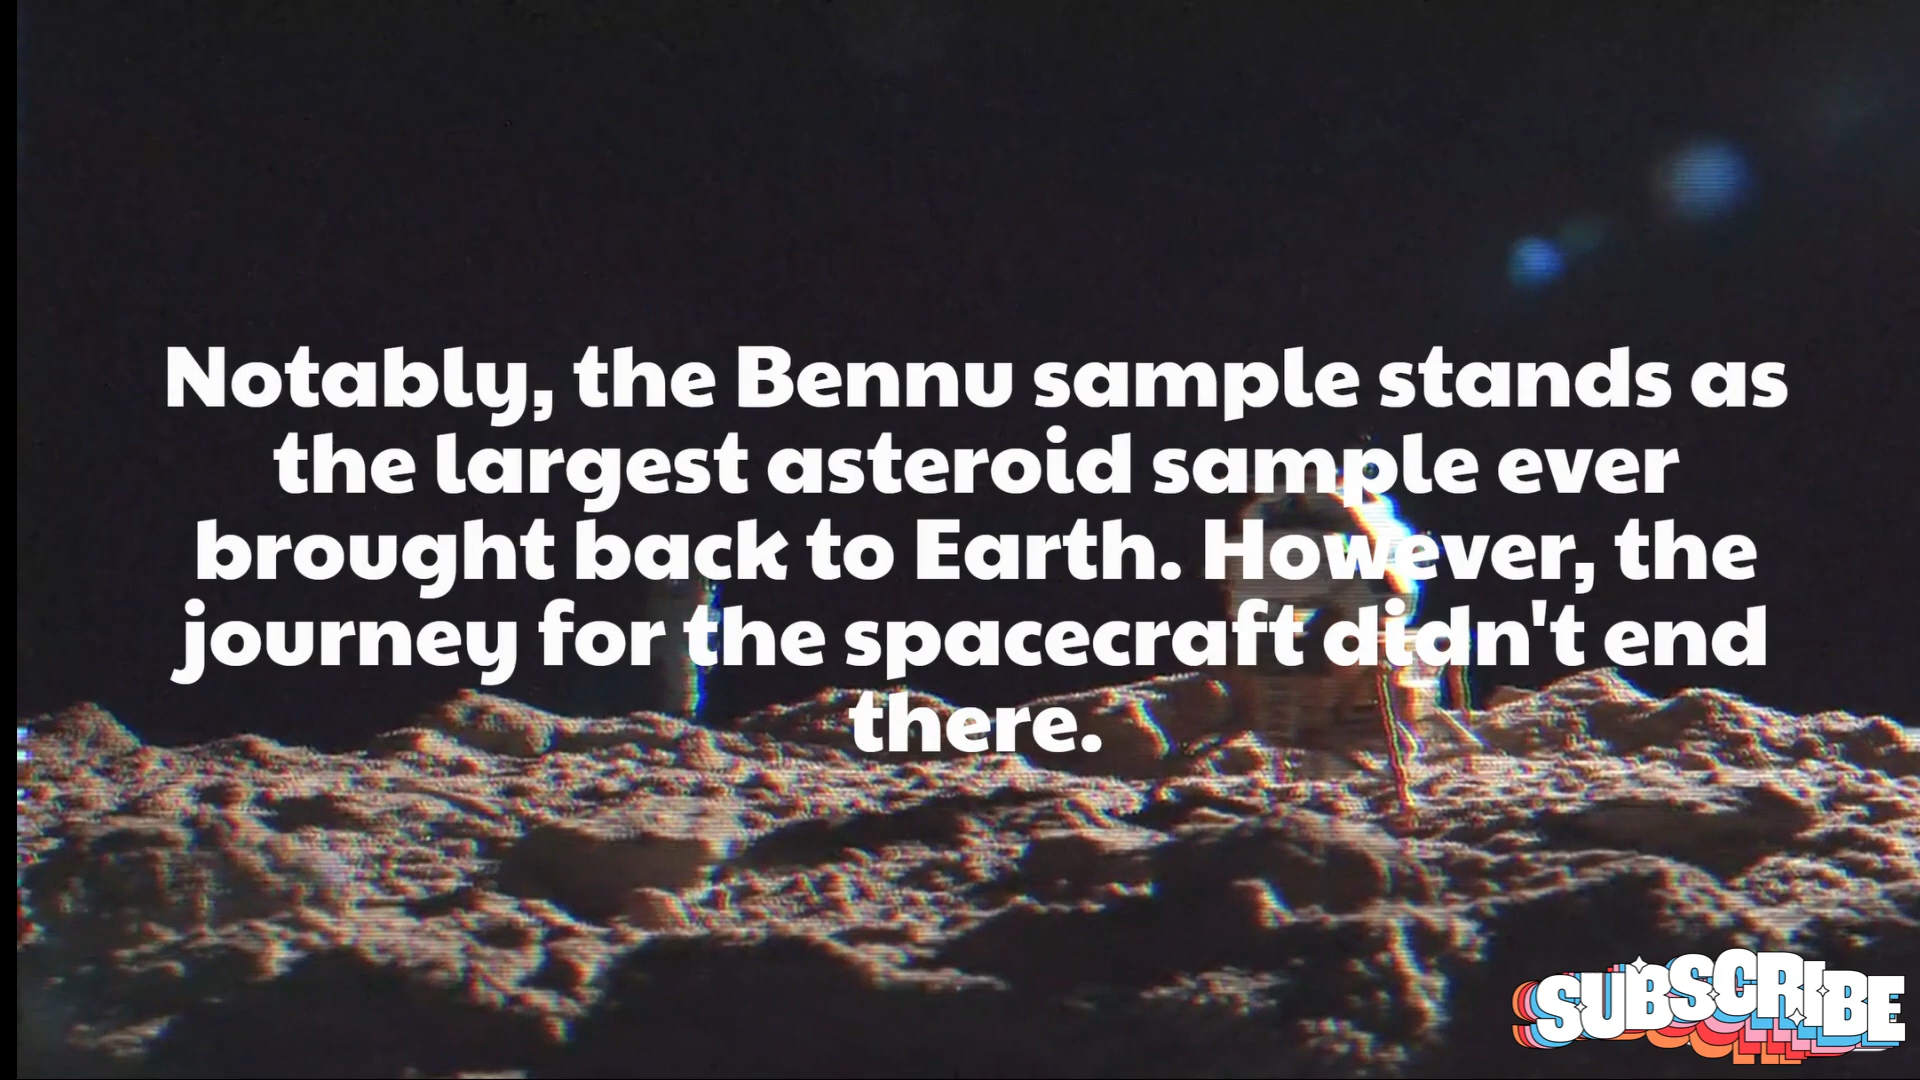 Notably, the Bennu sample stands as
the largest asteroid sample ever
brought back to Earth. However, the
journey for the spacecraft didn't end
there.
SUBSCRIBE